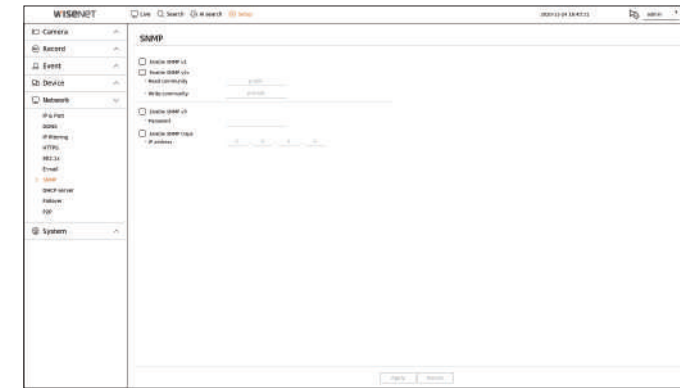 WISENET
Live Search AI search Setup
admin
Camera
Record
Event
Device
Network
IP & Port
DDNS
IP filtering
HTTPS
802.1x
Email
SNMP
DHCP server
Failover
P2P
System
SNMP
Enable SNMP v1
Enable SNMP v2c
Read community
public
Write community
Enable SNMP v3
Password
Enable SNMP traps
IP address
Apply